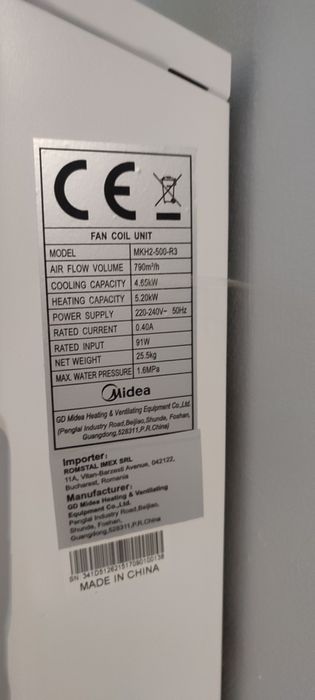 CE
FAN COIL UNIT
MODEL MKH2-500-R3
AIR FLOW VOLUME 790m³/h
COOLING CAPACITY 4.65kW
HEATING CAPACITY 5.20kW
POWER SUPPLY 220-240V~ 50Hz
RATED CURRENT 0.40A
RATED INPUT 91W
NET WEIGHT 25.5kg
MAX. WATER PRESSURE 1.6MPa
Midea
GD Midea Heating & Ventilating Equipment Co.,Ltd.
(Penglai Industry Road,Beijiao,Shunde, Foshan,
Guangdong,528311,P.R.China)
Importer:
ROMSTAL IMEX SRL
11A, Vitan-Barzesti Avenue, 042122,
Bucharest, Romania
Manufacturer:
GD Midea Heating & Ventilating
Equipment Co.,Ltd.
Penglai Industry Road,Beijiao,
Shunde, Foshan,
Guangdong,528311,P.R.China
SN:
MADE IN CHINA